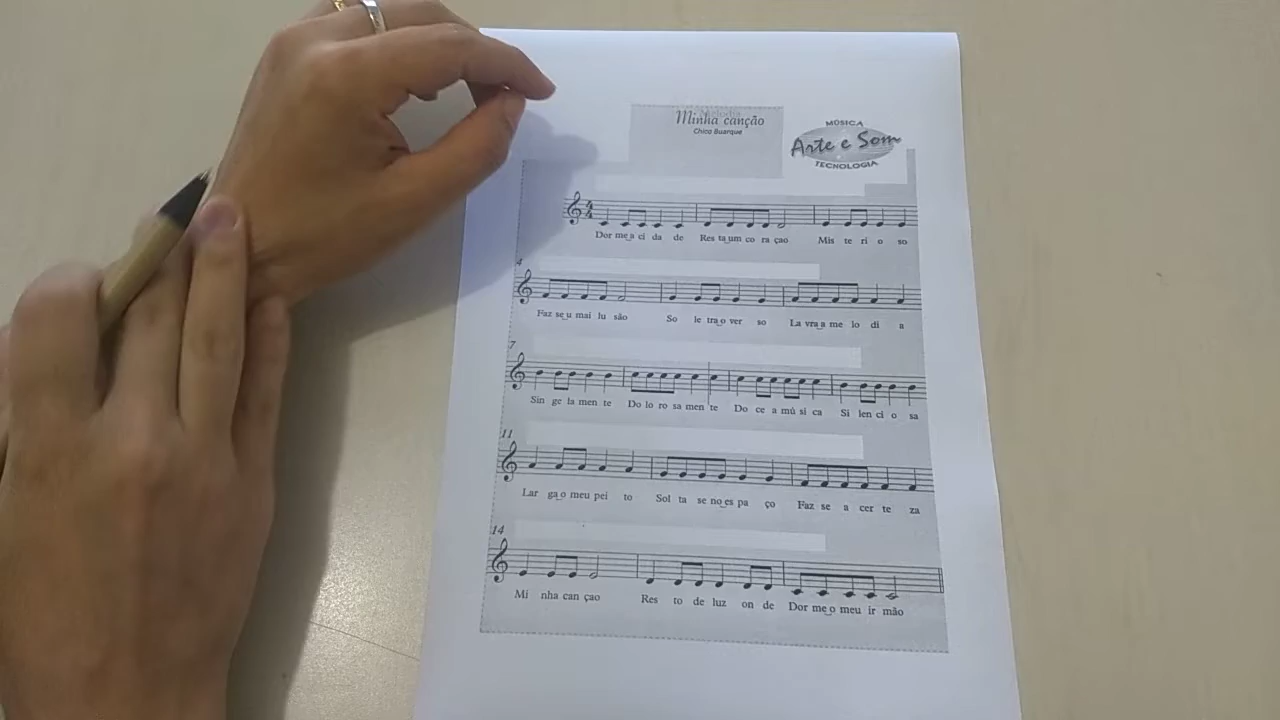 Minha canção
Chico Buarque
MÚSICA
Arte e Som
TECNOLOGIA
Dor me a ci da de Res ta um co ra çao Mis te ri o so
4
Faz se u mai lu são So le tra o ver so La vra a me lo di a
7
Sin ge la men te Do lo ro sa men te Do ce a mú si ca Si len ci o sa
11
Lar ga o meu pei to Sol ta se no es pa ço Faz se a cer te za
14
Mi nha can çao Res to de luz on de Dor me o meu ir mão